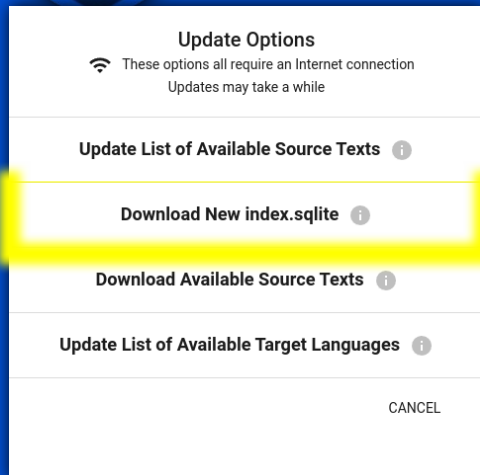 Update Options
These options all require an Internet connection
Updates may take a while
Update List of Available Source Texts
Download New index.sqlite
Download Available Source Texts
Update List of Available Target Languages
CANCEL